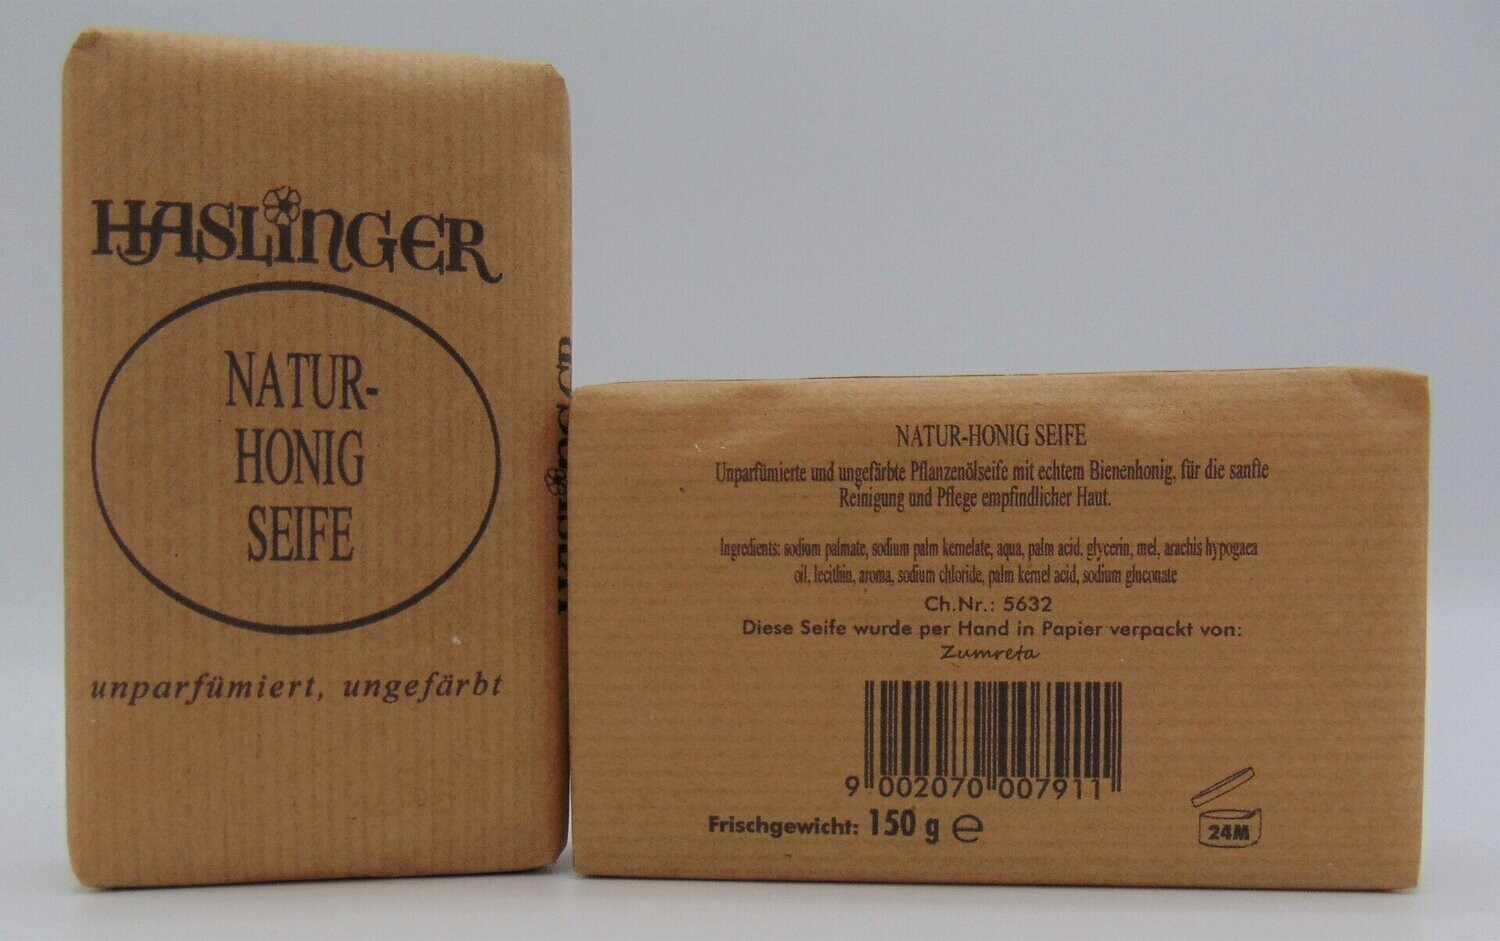 HASLINGER
NATUR-
HONIG
SEIFE
unparfümiert, ungefärbt
HASLINGER
NATUR-HONIG SEIFE
Unparfümierte und ungefärbte Pflanzenölseife mit echtem Bienenhonig, für die sanfte
Reinigung und Pflege empfindlicher Haut.
Ingredients: sodium palmate, sodium palm kernelate, aqua, palm acid, glycerin, mel, arachis hypogaea
oil, lecithin, aroma, sodium chloride, palm kernel acid, sodium gluconate
Ch.Nr.: 5632
Diese Seife wurde per Hand in Papier verpackt von:
Zumreta
9 002070 007911
Frischgewicht: 150 g ℮
24M